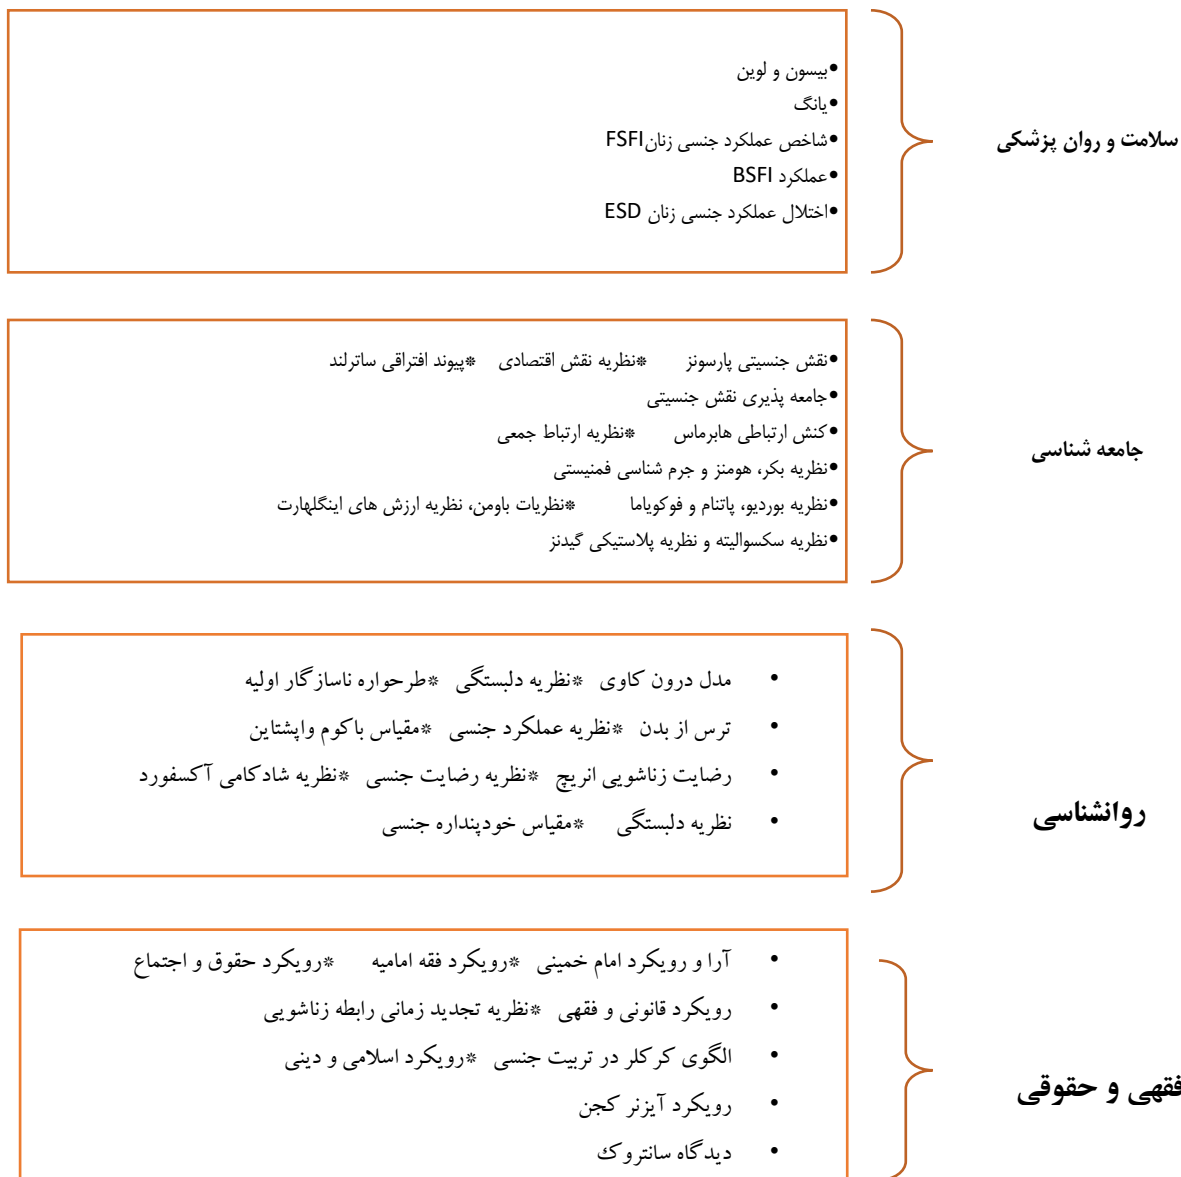 سلامت و روان پزشکی
•بیسون و لوین
•یانگ
•شاخص عملکرد جنسی زنانFSFI
•عملکرد BSFI
•اختلال عملکرد جنسی زنان ESD
جامعه شناسی
•نقش جنسیتی پارسونز *نظریه نقش اقتصادی *پیوند افتراقی ساترلند
•جامعه پذیری نقش جنسیتی
•کنش ارتباطی هابرماس *نظریه ارتباط جمعی
•نظریه بکر، هومنز و جرم شناسی فمنیستی
•نظریه بوردیو، پاتنام و فوکویاما *نظریات باومن، نظریه ارزش های اینگلهارت
•نظریه سکسوالیته و نظریه پلاستیکی گیدنز
روانشناسی
• مدل درون کاوی *نظریه دلبستگی *طرحواره ناسازگار اولیه
• ترس از بدن *نظریه عملکرد جنسی *مقیاس باکوم واپشتاین
• رضایت زناشویی انریچ *نظریه رضایت جنسی *نظریه شادکامی آکسفورد
• نظریه دلبستگی *مقیاس خودپنداره جنسی
فقهی و حقوقی
• آرا و رویکرد امام خمینی *رویکرد فقه امامیه *رویکرد حقوق و اجتماع
• رویکرد قانونی و فقهی *نظریه تجدید زمانی رابطه زناشویی
• الگوی کرکلر در تربیت جنسی *رویکرد اسلامی و دینی
• رویکرد آیزنر کجن
• دیدگاه سانتروک